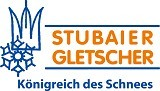 STUBAIER
GLETSCHER
Königreich des Schnees